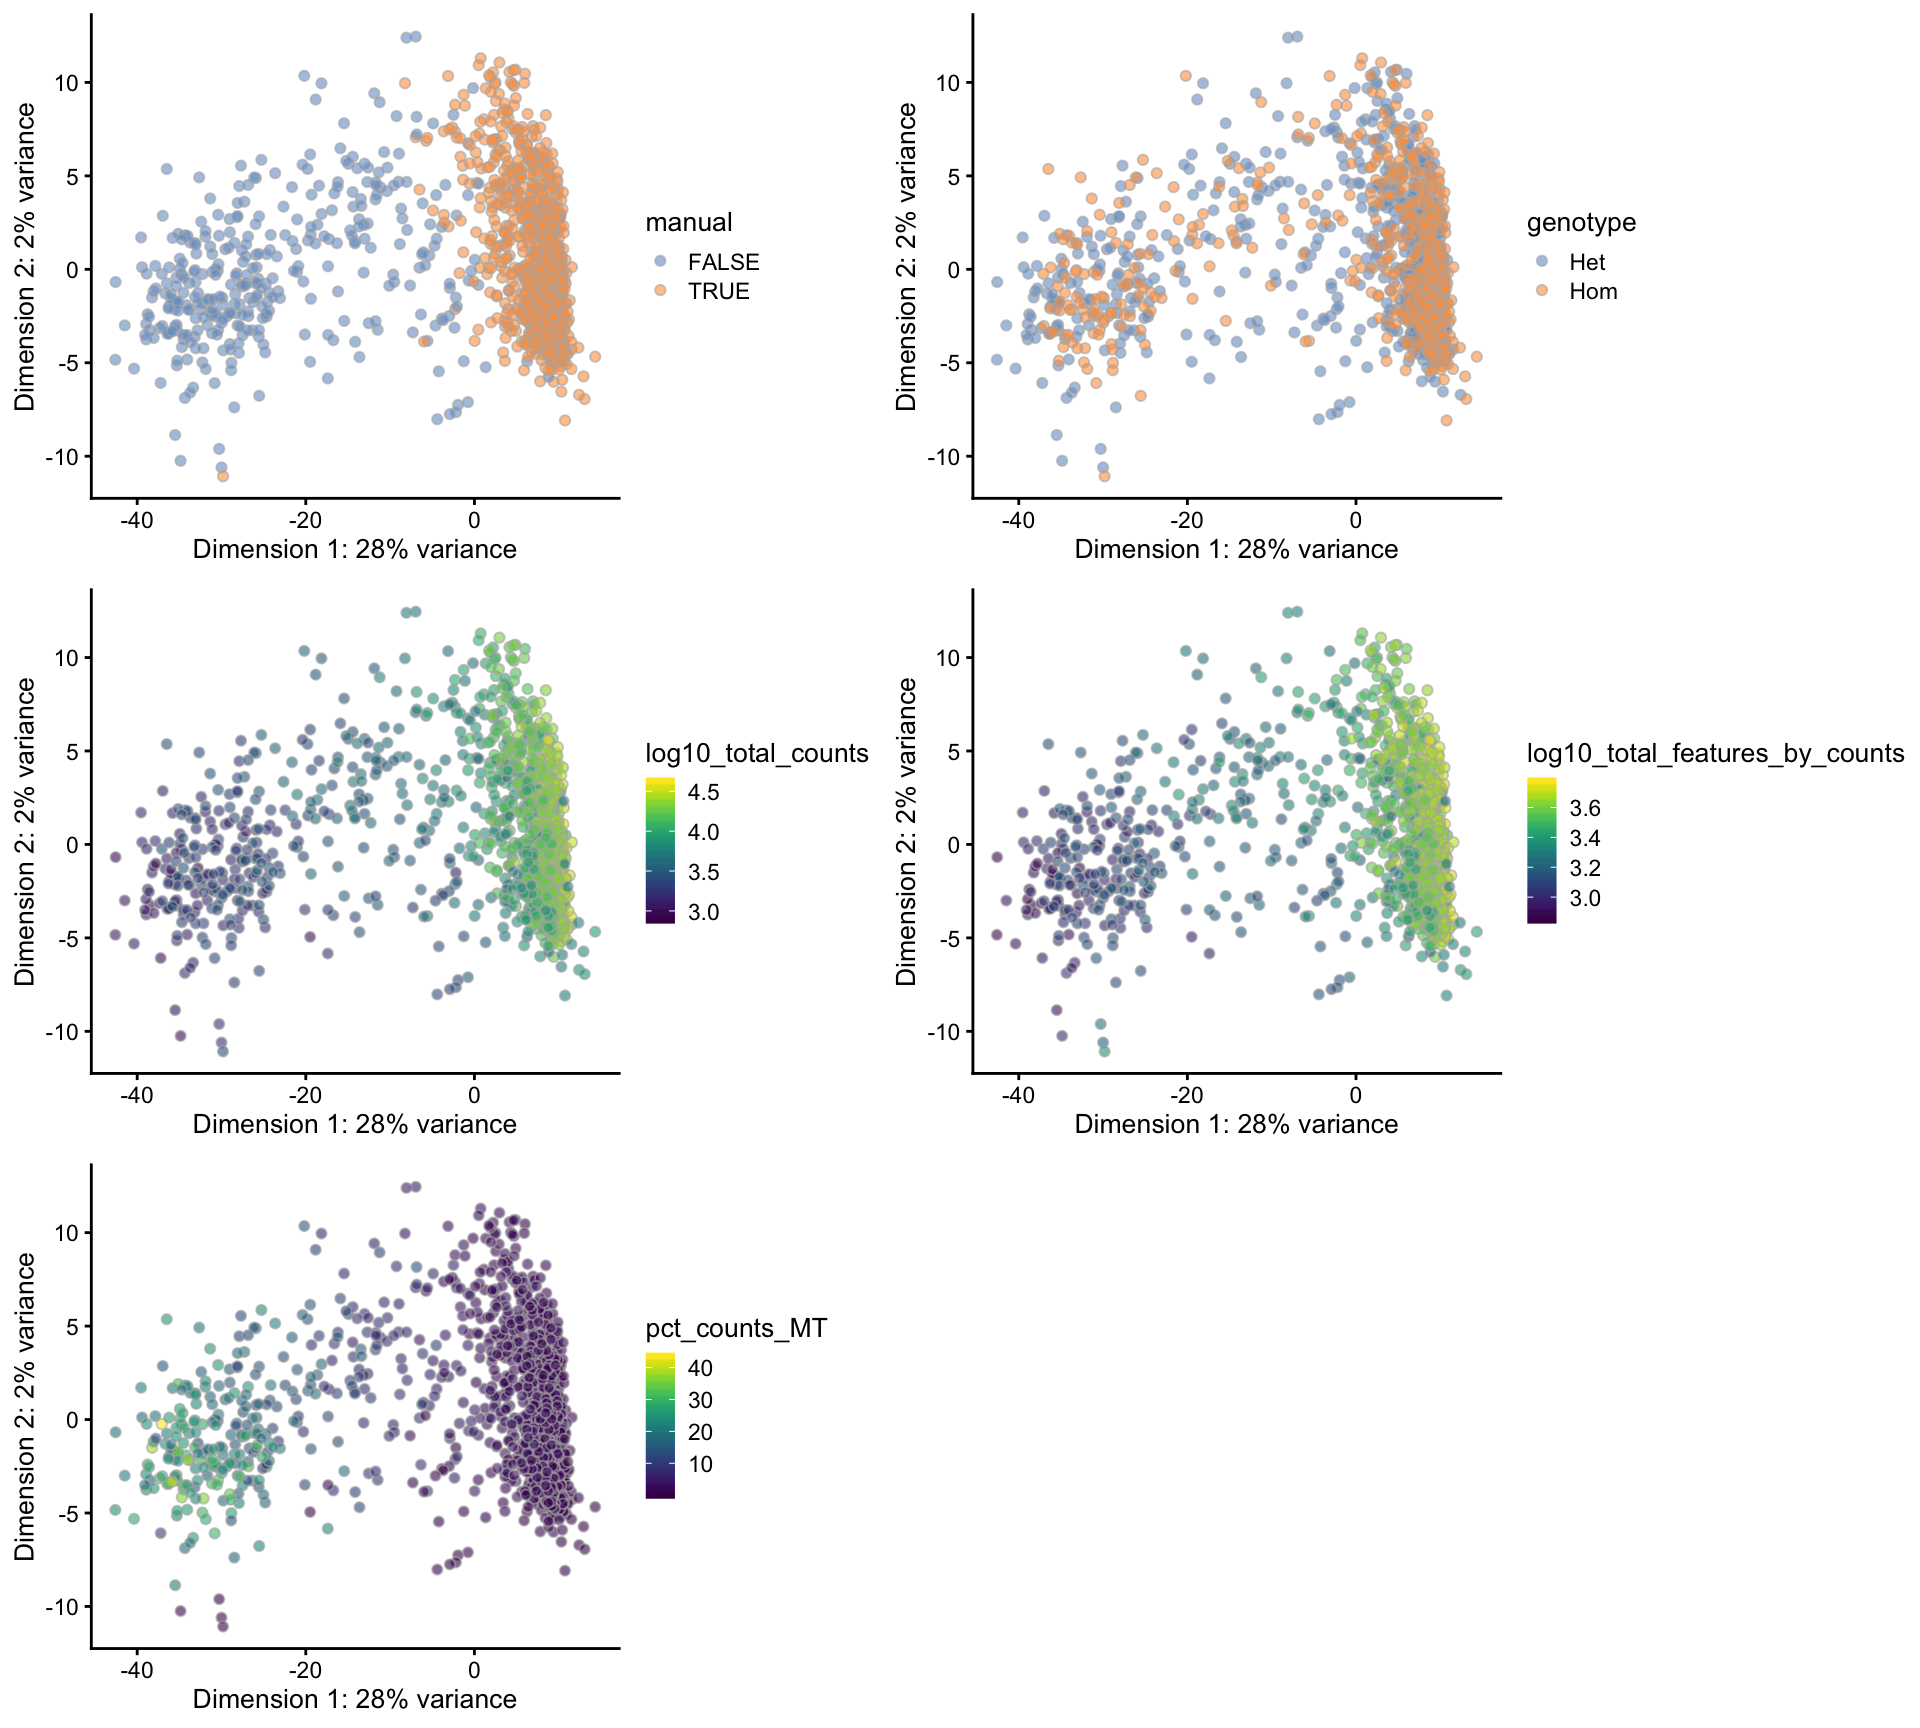 Dimension 2: 2% variance
10
5
0
-5
-10
-40
-20
0
Dimension 1: 28% variance
manual
FALSE
TRUE
Dimension 2: 2% variance
10
5
0
-5
-10
-40
-20
0
Dimension 1: 28% variance
genotype
Het
Hom
Dimension 2: 2% variance
10
5
0
-5
-10
-40
-20
0
Dimension 1: 28% variance
log10_total_counts
4.5
4.0
3.5
3.0
Dimension 2: 2% variance
10
5
0
-5
-10
-40
-20
0
Dimension 1: 28% variance
log10_total_features_by_counts
3.6
3.4
3.2
3.0
Dimension 2: 2% variance
10
5
0
-5
-10
-40
-20
0
Dimension 1: 28% variance
pct_counts_MT
40
30
20
10